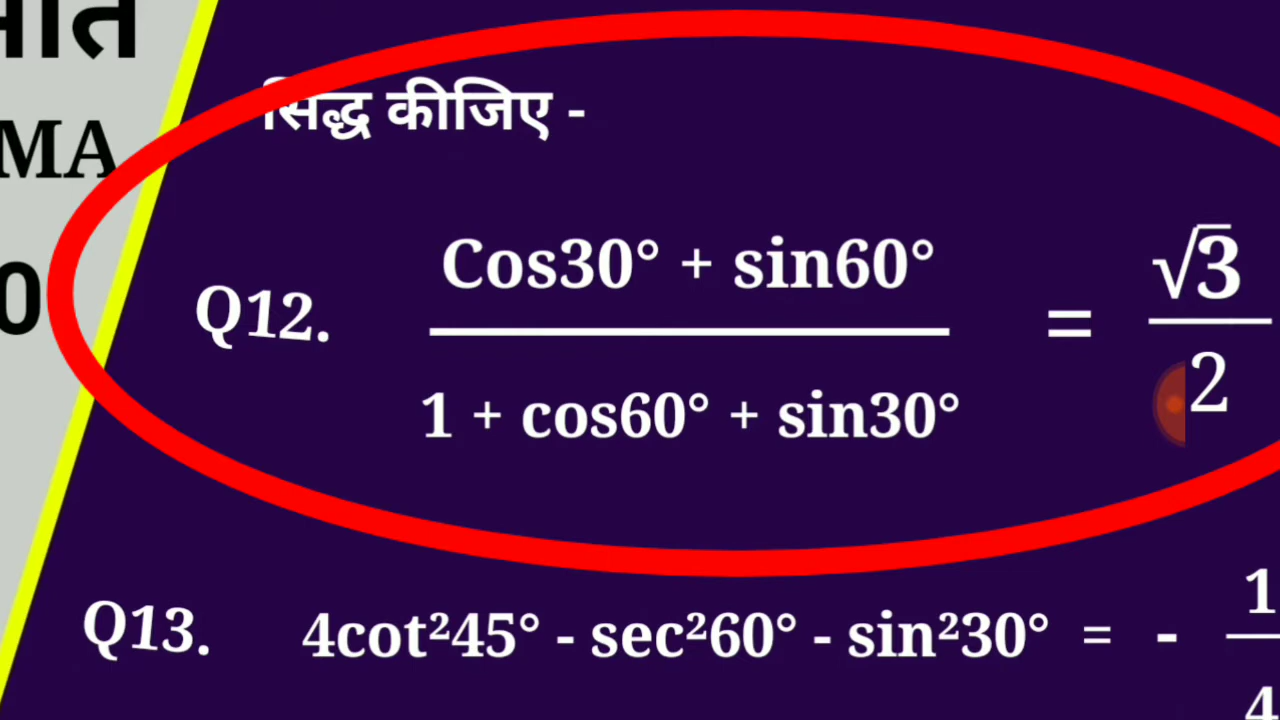 MA
0
सिद्ध कीजिए -
Q12. Cos30° + sin60° / 1 + cos60° + sin30° = √3 / 2
Q13. 4cot²45° - sec²60° - sin²30° = - 1 / 4